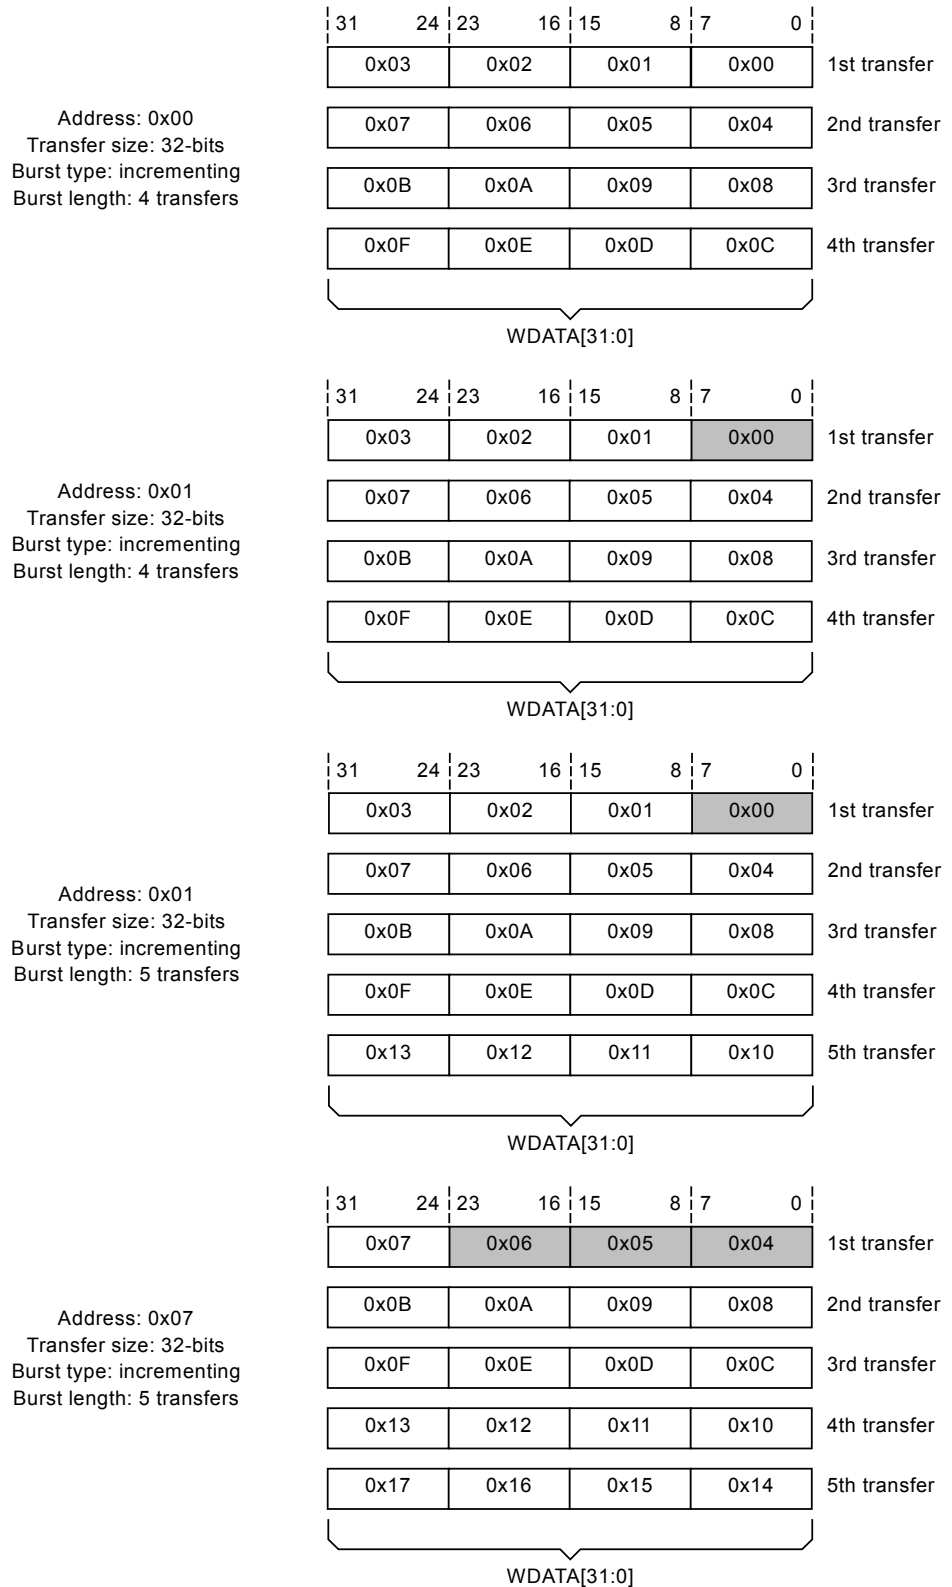 31 24 23 16 15 8 7 0
0x03 0x02 0x01 0x00 1st transfer
Address: 0x00
0x07 0x06 0x05 0x04 2nd transfer
Transfer size: 32-bits
Burst type: incrementing
0x0B 0x0A 0x09 0x08 3rd transfer
Burst length: 4 transfers
0x0F 0x0E 0x0D 0x0C 4th transfer
WDATA[31:0]
31 24 23 16 15 8 7 0
0x03 0x02 0x01 0x00 1st transfer
Address: 0x01
0x07 0x06 0x05 0x04 2nd transfer
Transfer size: 32-bits
Burst type: incrementing
0x0B 0x0A 0x09 0x08 3rd transfer
Burst length: 4 transfers
0x0F 0x0E 0x0D 0x0C 4th transfer
WDATA[31:0]
31 24 23 16 15 8 7 0
0x03 0x02 0x01 0x00 1st transfer
0x07 0x06 0x05 0x04 2nd transfer
Address: 0x01
Transfer size: 32-bits
0x0B 0x0A 0x09 0x08 3rd transfer
Burst type: incrementing
Burst length: 5 transfers
0x0F 0x0E 0x0D 0x0C 4th transfer
0x13 0x12 0x11 0x10 5th transfer
WDATA[31:0]
31 24 23 16 15 8 7 0
0x07 0x06 0x05 0x04 1st transfer
0x0B 0x0A 0x09 0x08 2nd transfer
Address: 0x07
Transfer size: 32-bits
0x0F 0x0E 0x0D 0x0C 3rd transfer
Burst type: incrementing
Burst length: 5 transfers
0x13 0x12 0x11 0x10 4th transfer
0x17 0x16 0x15 0x14 5th transfer
WDATA[31:0]